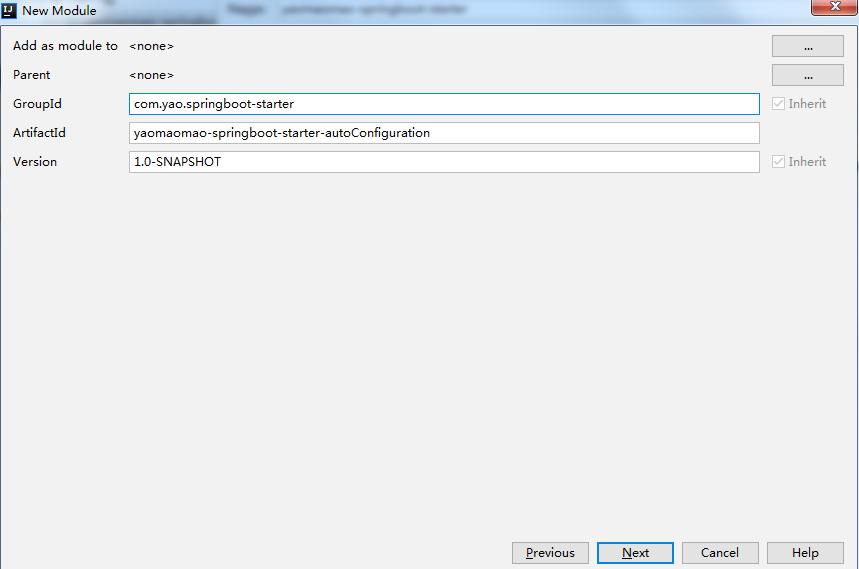 New Module
Add as module to <none> ...
Parent <none> ...
GroupId com.yao.springboot-starter Inherit
ArtifactId yaomaomao-springboot-starter-autoConfiguration
Version 1.0-SNAPSHOT Inherit
Previous Next Cancel Help